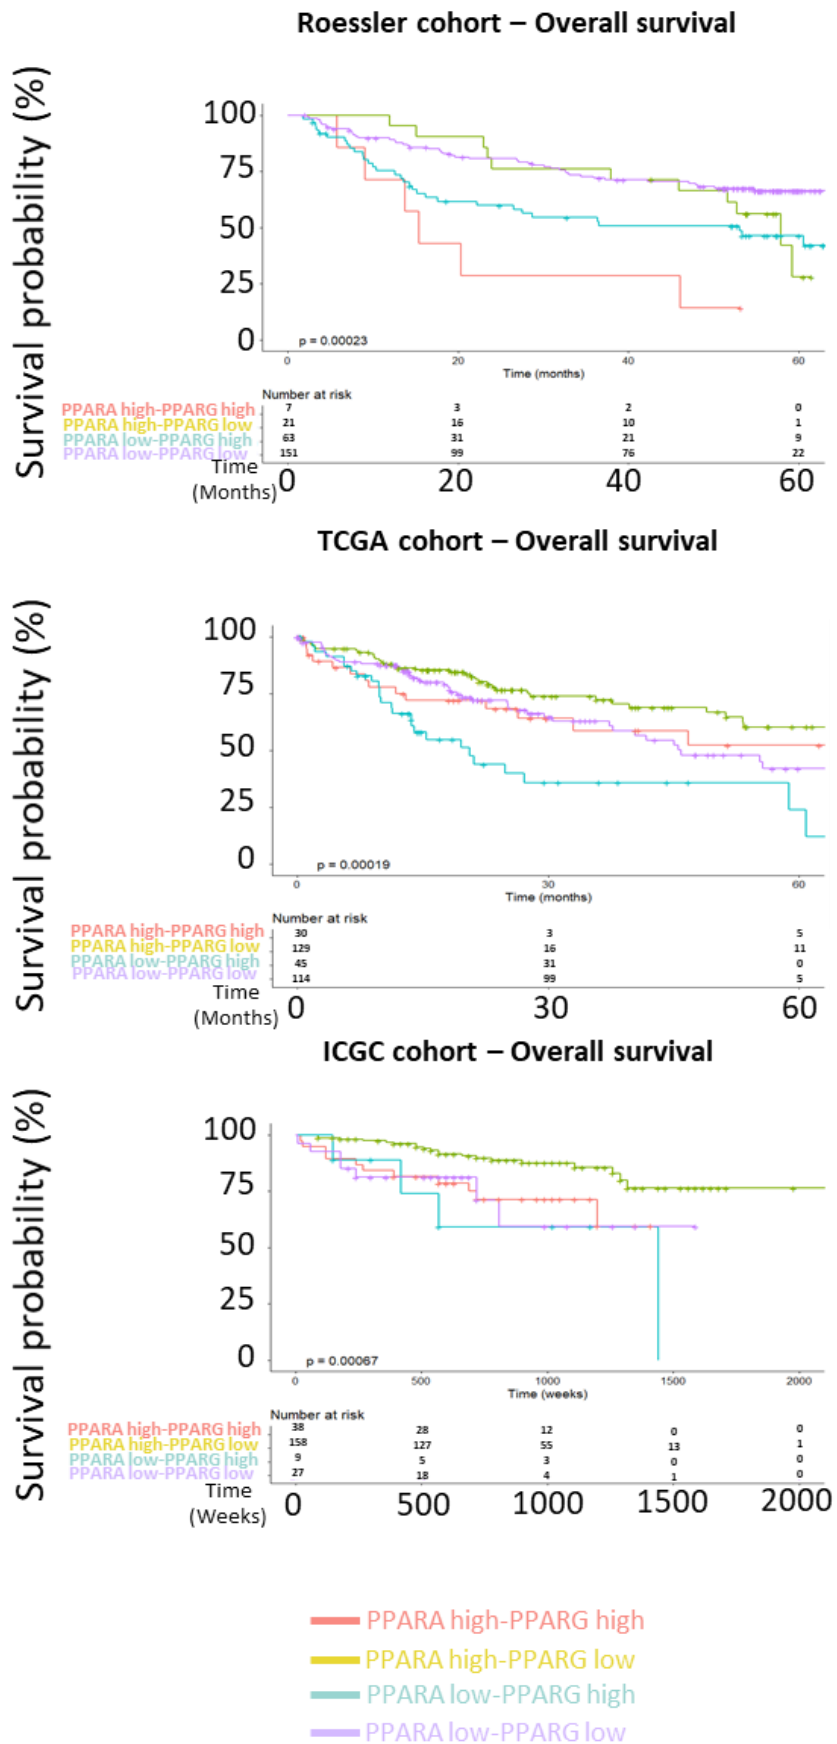 Roessler cohort – Overall survival
Survival probability (%)
100
75
50
25
0
p = 0.00023
0 20 40 60
Time (months)
Number at risk
PPARA high-PPARG high 7 3 2 0
PPARA high-PPARG low 21 16 10 1
PPARA low-PPARG high 63 31 21 9
PPARA low-PPARG low 151 99 76 22
Time
(Months) 0 20 40 60
TCGA cohort – Overall survival
Survival probability (%)
100
75
50
25
0
p = 0.00019
0 30 60
Time (months)
Number at risk
PPARA high-PPARG high 30 3 5
PPARA high-PPARG low 129 16 11
PPARA low-PPARG high 45 31 0
PPARA low-PPARG low 114 99 5
Time
(Months) 0 30 60
ICGC cohort – Overall survival
Survival probability (%)
100
75
50
25
0
p = 0.00067
0 500 1000 1500 2000
Time (weeks)
Number at risk
PPARA high-PPARG high 38 28 12 0 0
PPARA high-PPARG low 158 127 55 13 1
PPARA low-PPARG high 9 5 3 0 0
PPARA low-PPARG low 27 18 4 1 0
Time
(Weeks) 0 500 1000 1500 2000
PPARA high-PPARG high
PPARA high-PPARG low
PPARA low-PPARG high
PPARA low-PPARG low